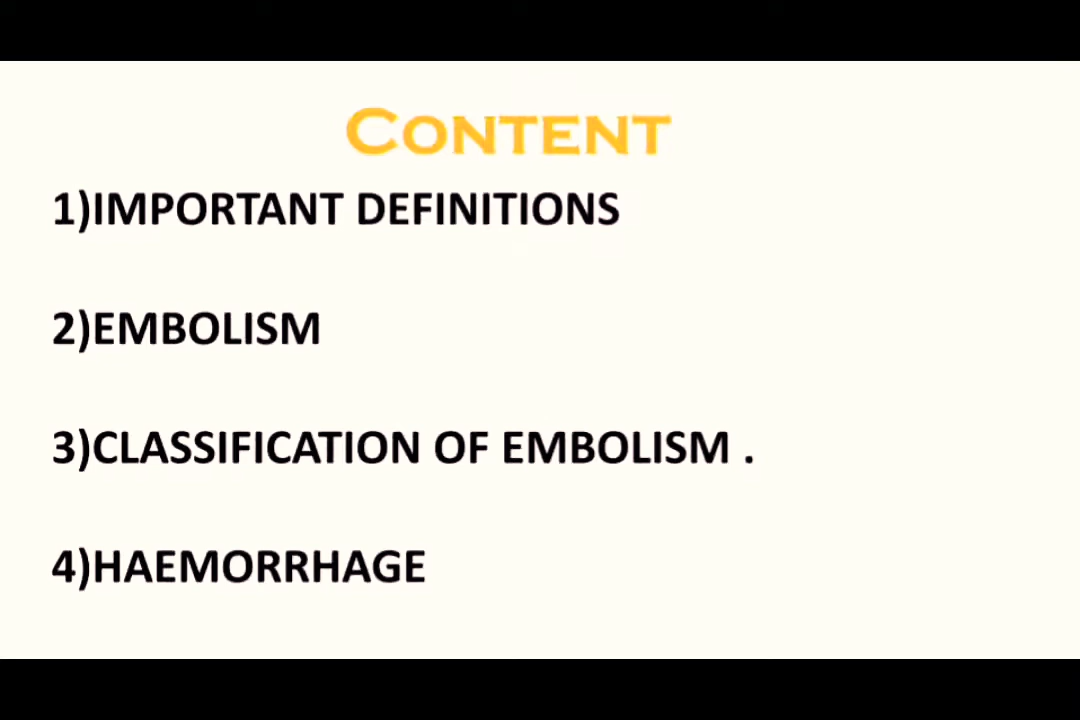 CONTENT
1)IMPORTANT DEFINITIONS
2)EMBOLISM
3)CLASSIFICATION OF EMBOLISM .
4)HAEMORRHAGE